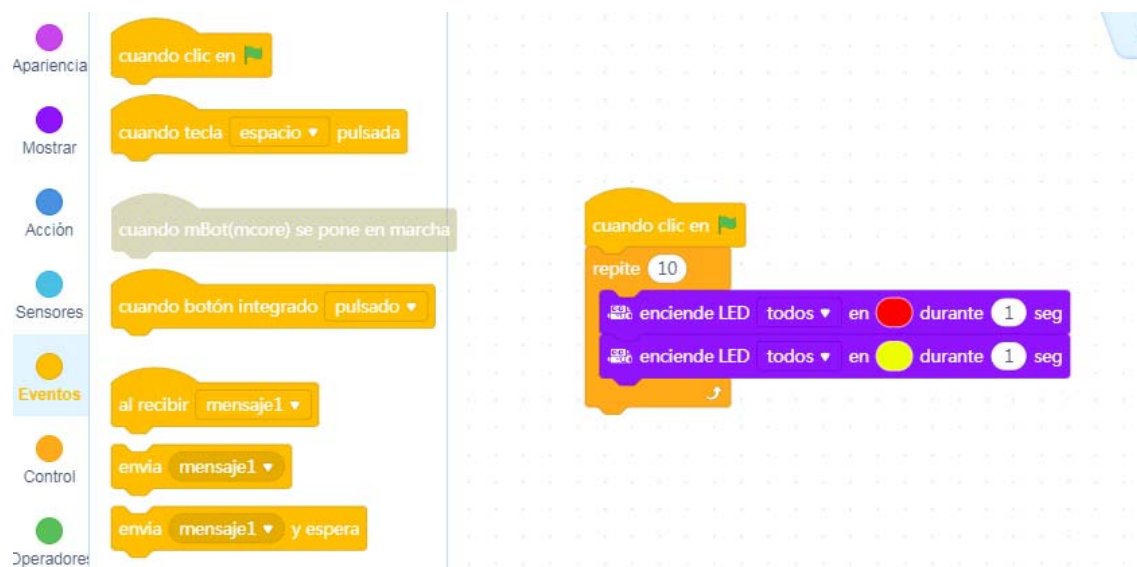 Apariencia
Mostrar
Acción
Sensores
Eventos
Control
Operadores
cuando clic en
cuando tecla espacio pulsada
cuando mBot(mcore) se pone en marcha
cuando botón integrado pulsado
al recibir mensaje1
envía mensaje1
envía mensaje1 y espera
cuando clic en
repite 10
enciende LED todos en durante 1 seg
enciende LED todos en durante 1 seg